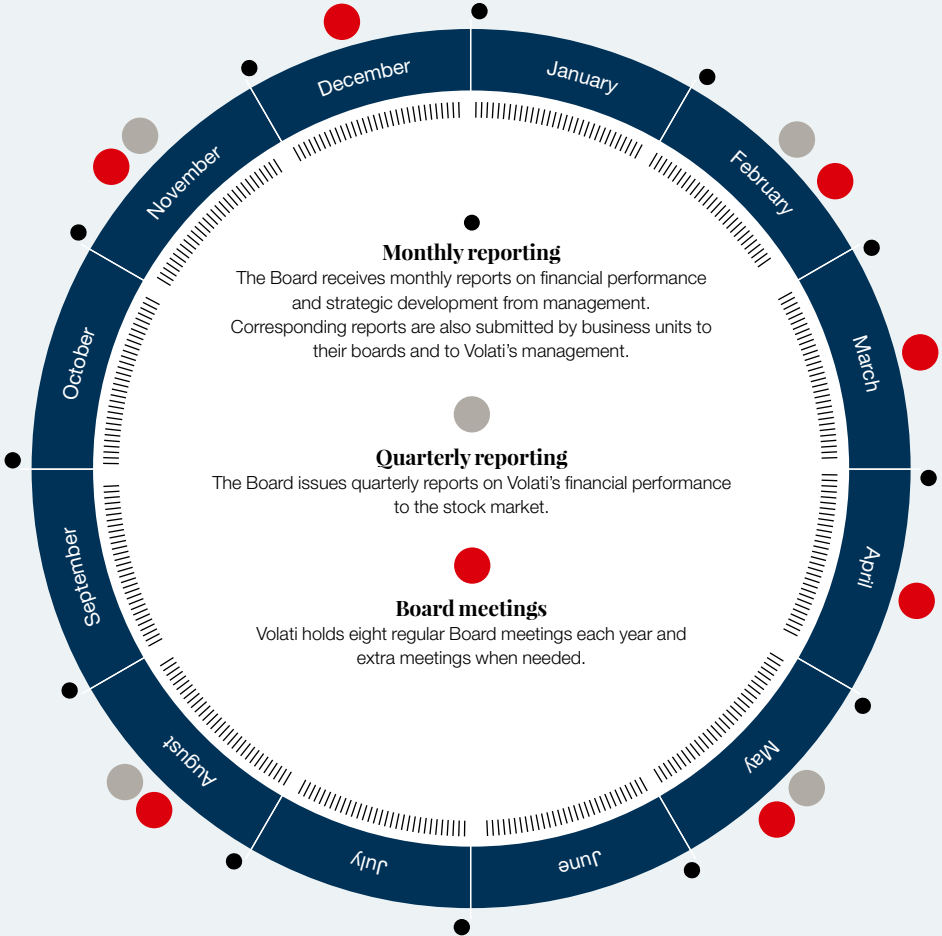 January
February
March
April
May
June
July
August
September
October
November
December
Monthly reporting
The Board receives monthly reports on financial performance
and strategic development from management.
Corresponding reports are also submitted by business units to
their boards and to Volati’s management.
Quarterly reporting
The Board issues quarterly reports on Volati’s financial performance
to the stock market.
Board meetings
Volati holds eight regular Board meetings each year and
extra meetings when needed.